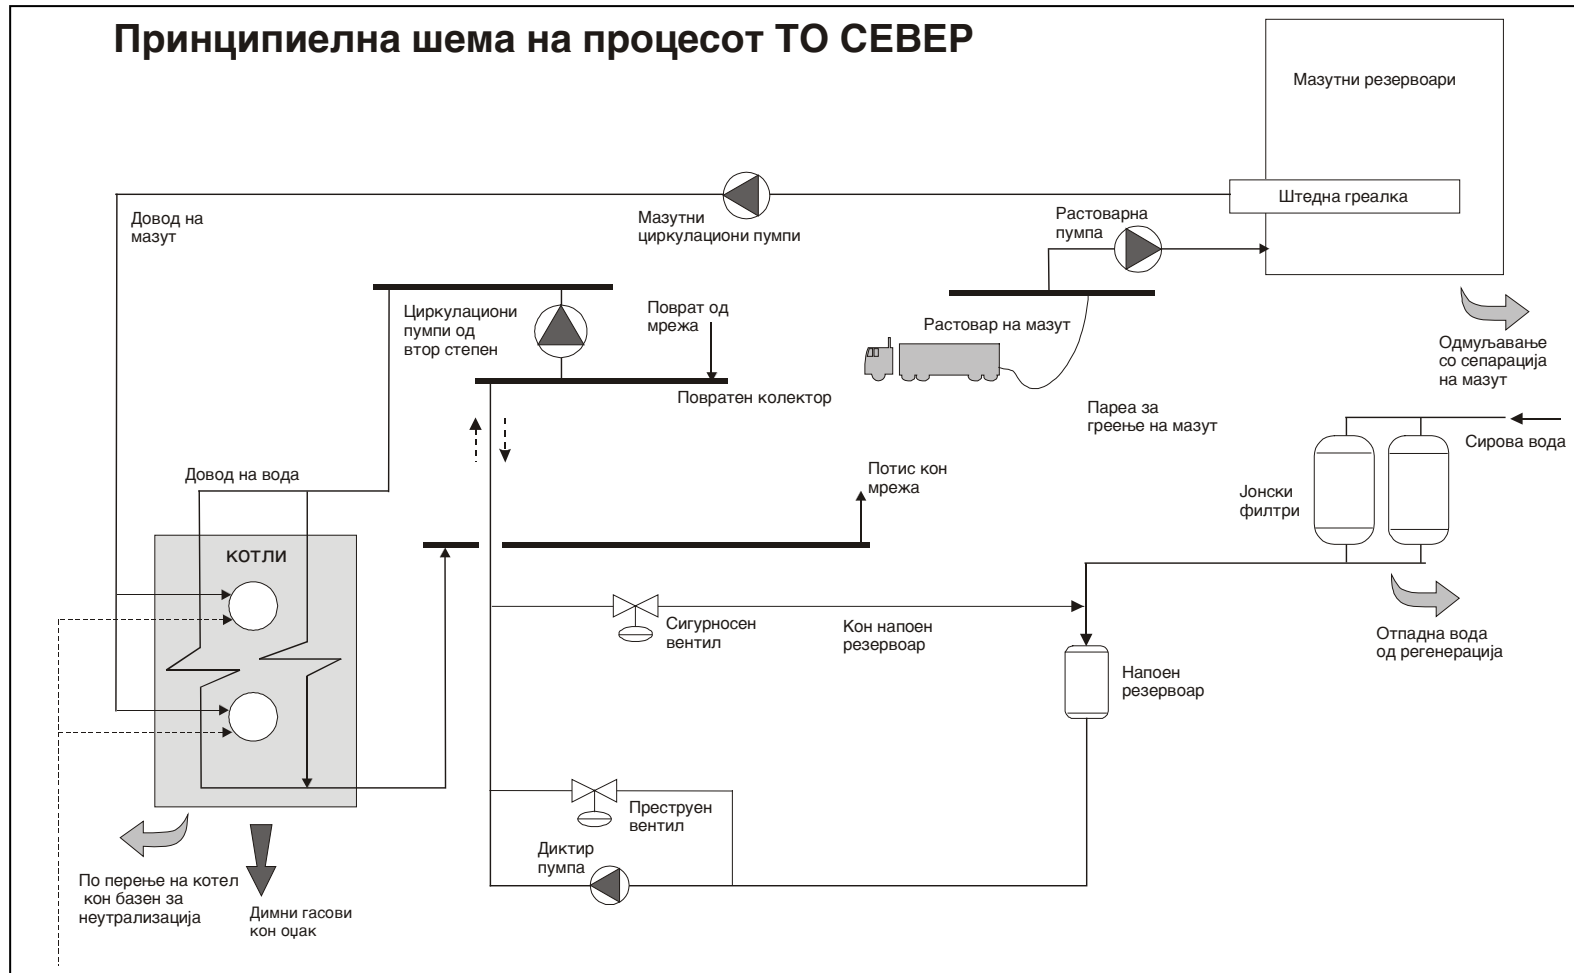 Принципиелна шема на процесот ТО СЕВЕР
Мазутни резервоари
Штедна греалка
Довод на
мазут
Мазутни
циркулациони пумпи
Растоварна
пумпа
Циркулациони
пумпи од
втор степен
Поврат од
мрежа
Растовар на мазут
Одмуљавање
со сепарација
на мазут
Повратен колектор
Пареа за
греење на мазут
Сирова вода
Довод на вода
Потис кон
мрежа
Јонски
филтри
КОТЛИ
Сигурносен
вентил
Кон напоен
резервоар
Отпадна вода
од регенерација
Напоен
резервоар
Преструен
вентил
Диктир
пумпа
По перење на котел
кон базен за
неутрализација
Димни гасови
кон оџак